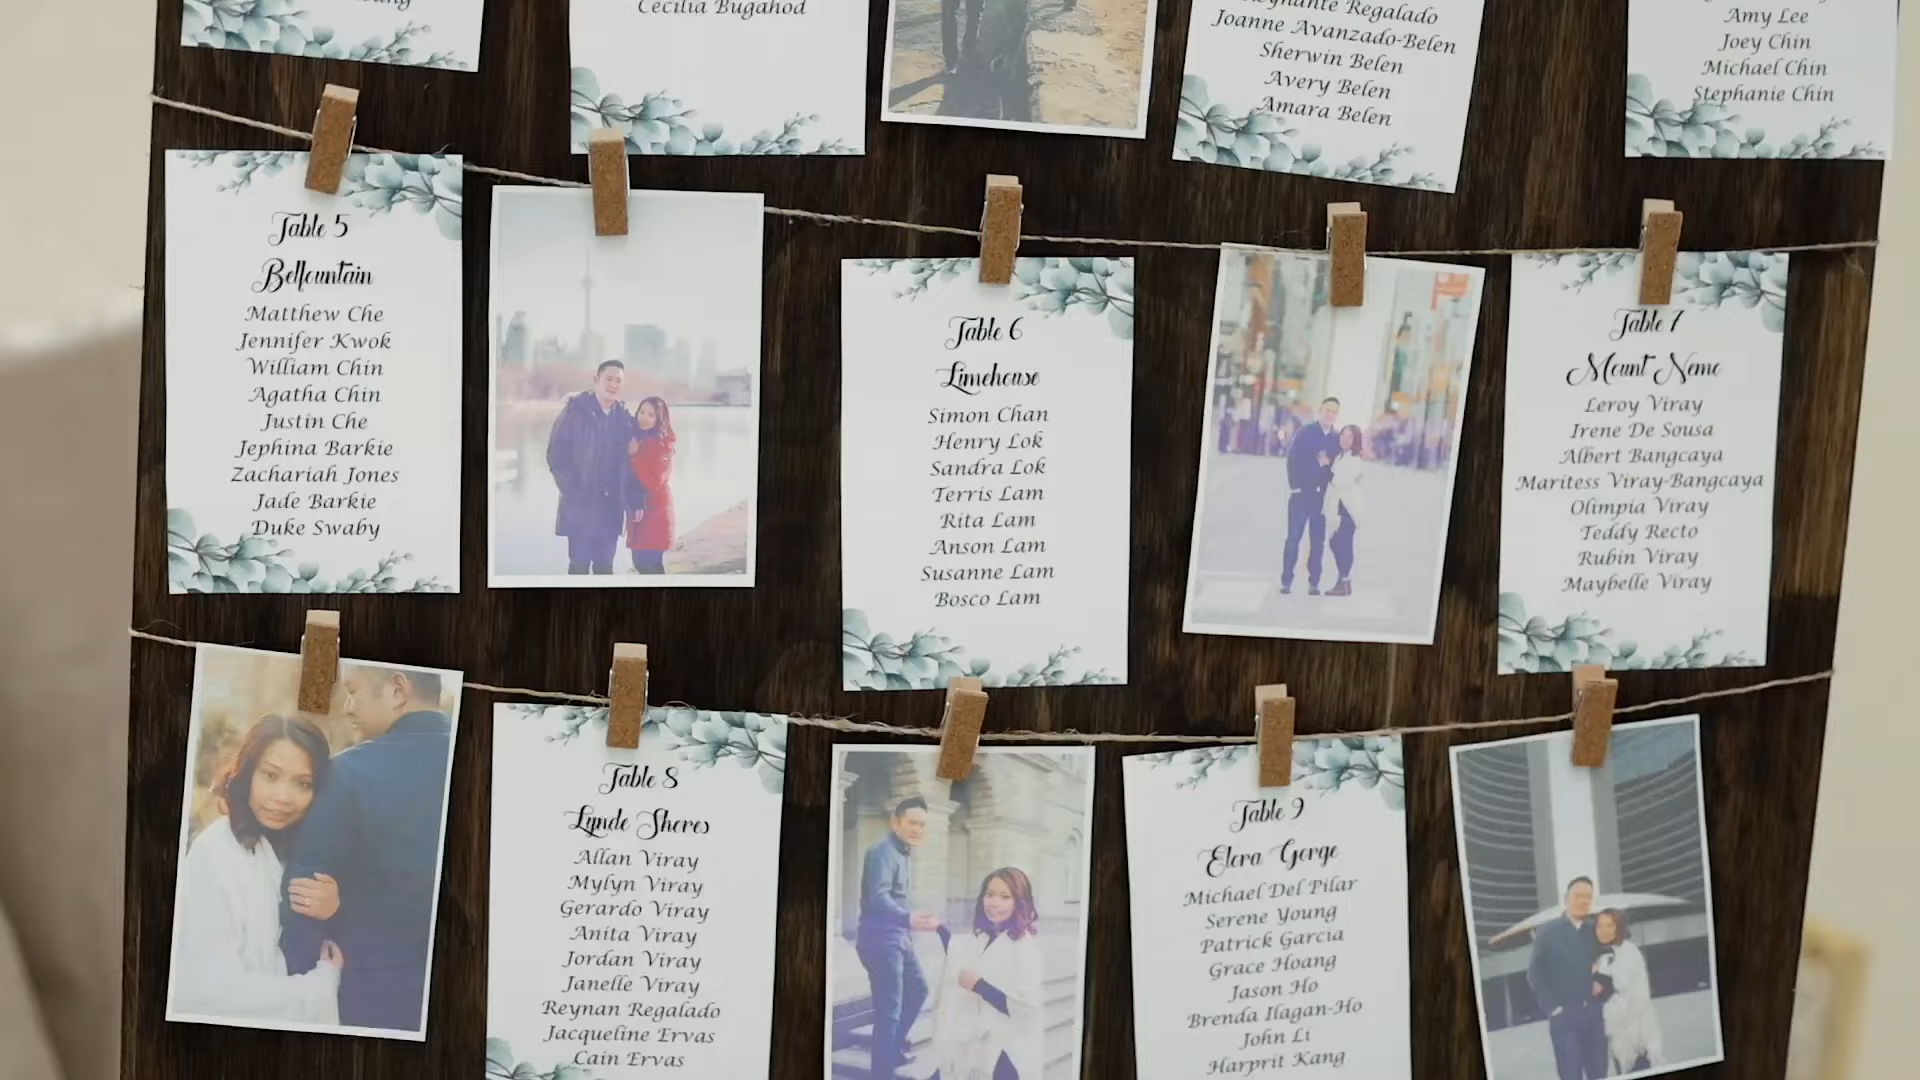 Cecilia Bugahod
Regalado
Joanne Avanzado-Belen
Sherwin Belen
Avery Belen
Amara Belen
Amy Lee
Joey Chin
Michael Chin
Stephanie Chin
Table 5
Belfountain
Matthew Che
Jennifer Kwok
William Chin
Agatha Chin
Justin Che
Jephina Barkie
Zachariah Jones
Jade Barkie
Duke Swaby
Table 6
Limehouse
Simon Chan
Henry Lok
Sandra Lok
Terris Lam
Rita Lam
Anson Lam
Susanne Lam
Bosco Lam
Table 7
Mount Nemo
Leroy Viray
Irene De Sousa
Albert Bangcaya
Maritess Viray-Bangcaya
Olimpia Viray
Teddy Recto
Rubin Viray
Maybelle Viray
Table 8
Lynde Shores
Allan Viray
Mylyn Viray
Gerardo Viray
Anita Viray
Jordan Viray
Janelle Viray
Reynan Regalado
Jacqueline Ervas
Cain Ervas
Table 9
Elora Gorge
Michael Del Pilar
Serene Young
Patrick Garcia
Grace Hoang
Jason Ho
Brenda Ilagan-Ho
John Li
Harprit Kang